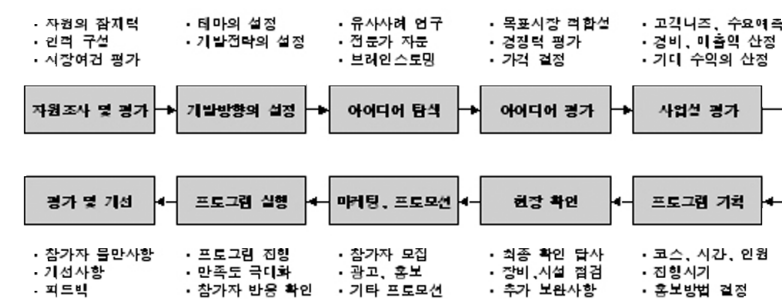 · 자원의 잠재력
· 인적 구성
· 시장여건 평가
· 테마의 설정
· 개발전략의 설정
· 유사사례 연구
· 전문가 자문
· 브레인스토밍
· 목표시장 적합성
· 경쟁력 평가
· 가격 결정
· 고객니즈, 수요예측
· 경비, 매출액 산정
· 기대 수익의 산정
자원조사 및 평가
개발방향의 설정
아이디어 탐색
아이디어 평가
사업성 평가
평가 및 개선
프로그램 실행
마케팅, 프로모션
현장 확인
프로그램 기획
· 참가자 불만사항
· 개선사항
· 피드백
· 프로그램 진행
· 만족도 극대화
· 참가자 반응 확인
· 참가자 모집
· 광고, 홍보
· 기타 프로모션
· 최종 확인 답사
· 장비,시설 점검
· 추가 보완사항
· 코스, 시간, 인원
· 진행시기
· 홍보방법 결정